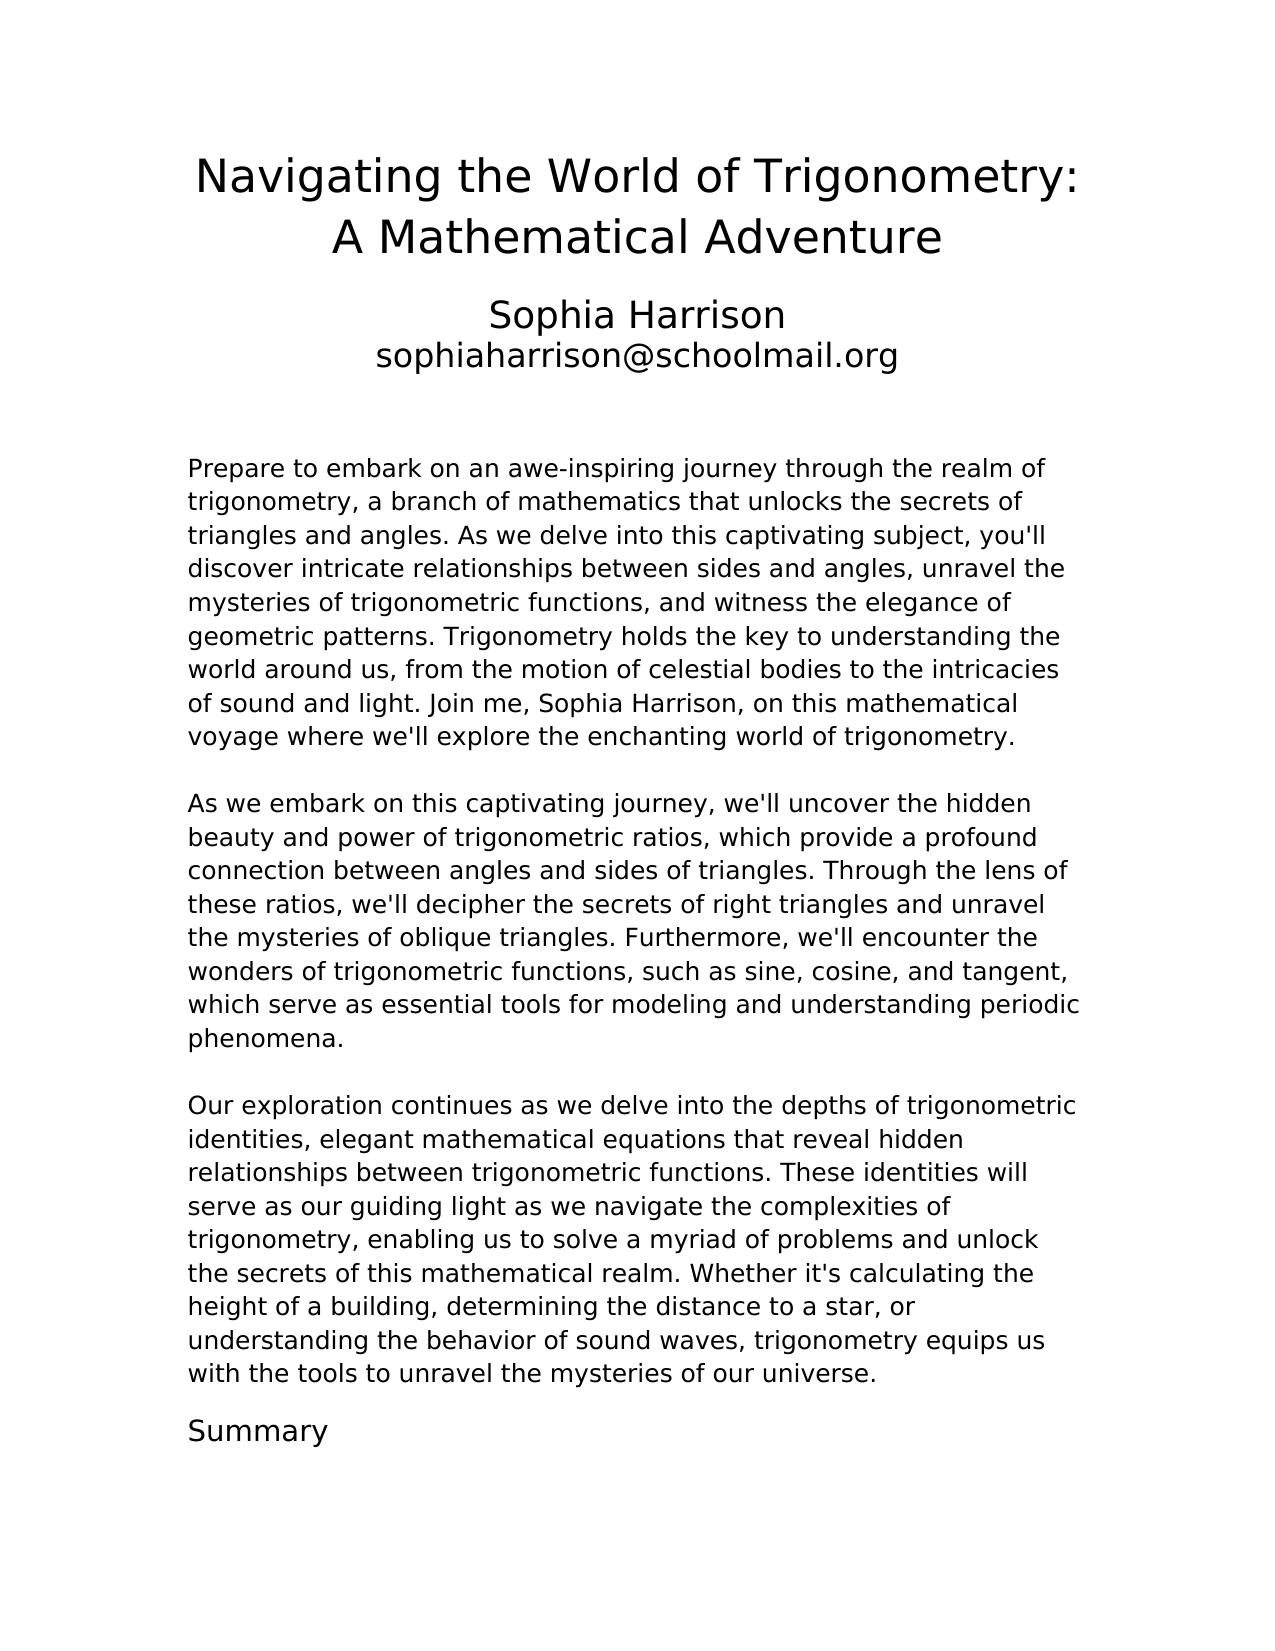 Navigating the World of Trigonometry:
A Mathematical Adventure
Sophia Harrison
sophiaharrison@schoolmail.org
Prepare to embark on an awe-inspiring journey through the realm of
trigonometry, a branch of mathematics that unlocks the secrets of
triangles and angles. As we delve into this captivating subject, you'll
discover intricate relationships between sides and angles, unravel the
mysteries of trigonometric functions, and witness the elegance of
geometric patterns. Trigonometry holds the key to understanding the
world around us, from the motion of celestial bodies to the intricacies
of sound and light. Join me, Sophia Harrison, on this mathematical
voyage where we'll explore the enchanting world of trigonometry.
As we embark on this captivating journey, we'll uncover the hidden
beauty and power of trigonometric ratios, which provide a profound
connection between angles and sides of triangles. Through the lens of
these ratios, we'll decipher the secrets of right triangles and unravel
the mysteries of oblique triangles. Furthermore, we'll encounter the
wonders of trigonometric functions, such as sine, cosine, and tangent,
which serve as essential tools for modeling and understanding periodic
phenomena.
Our exploration continues as we delve into the depths of trigonometric
identities, elegant mathematical equations that reveal hidden
relationships between trigonometric functions. These identities will
serve as our guiding light as we navigate the complexities of
trigonometry, enabling us to solve a myriad of problems and unlock
the secrets of this mathematical realm. Whether it's calculating the
height of a building, determining the distance to a star, or
understanding the behavior of sound waves, trigonometry equips us
with the tools to unravel the mysteries of our universe.
Summary